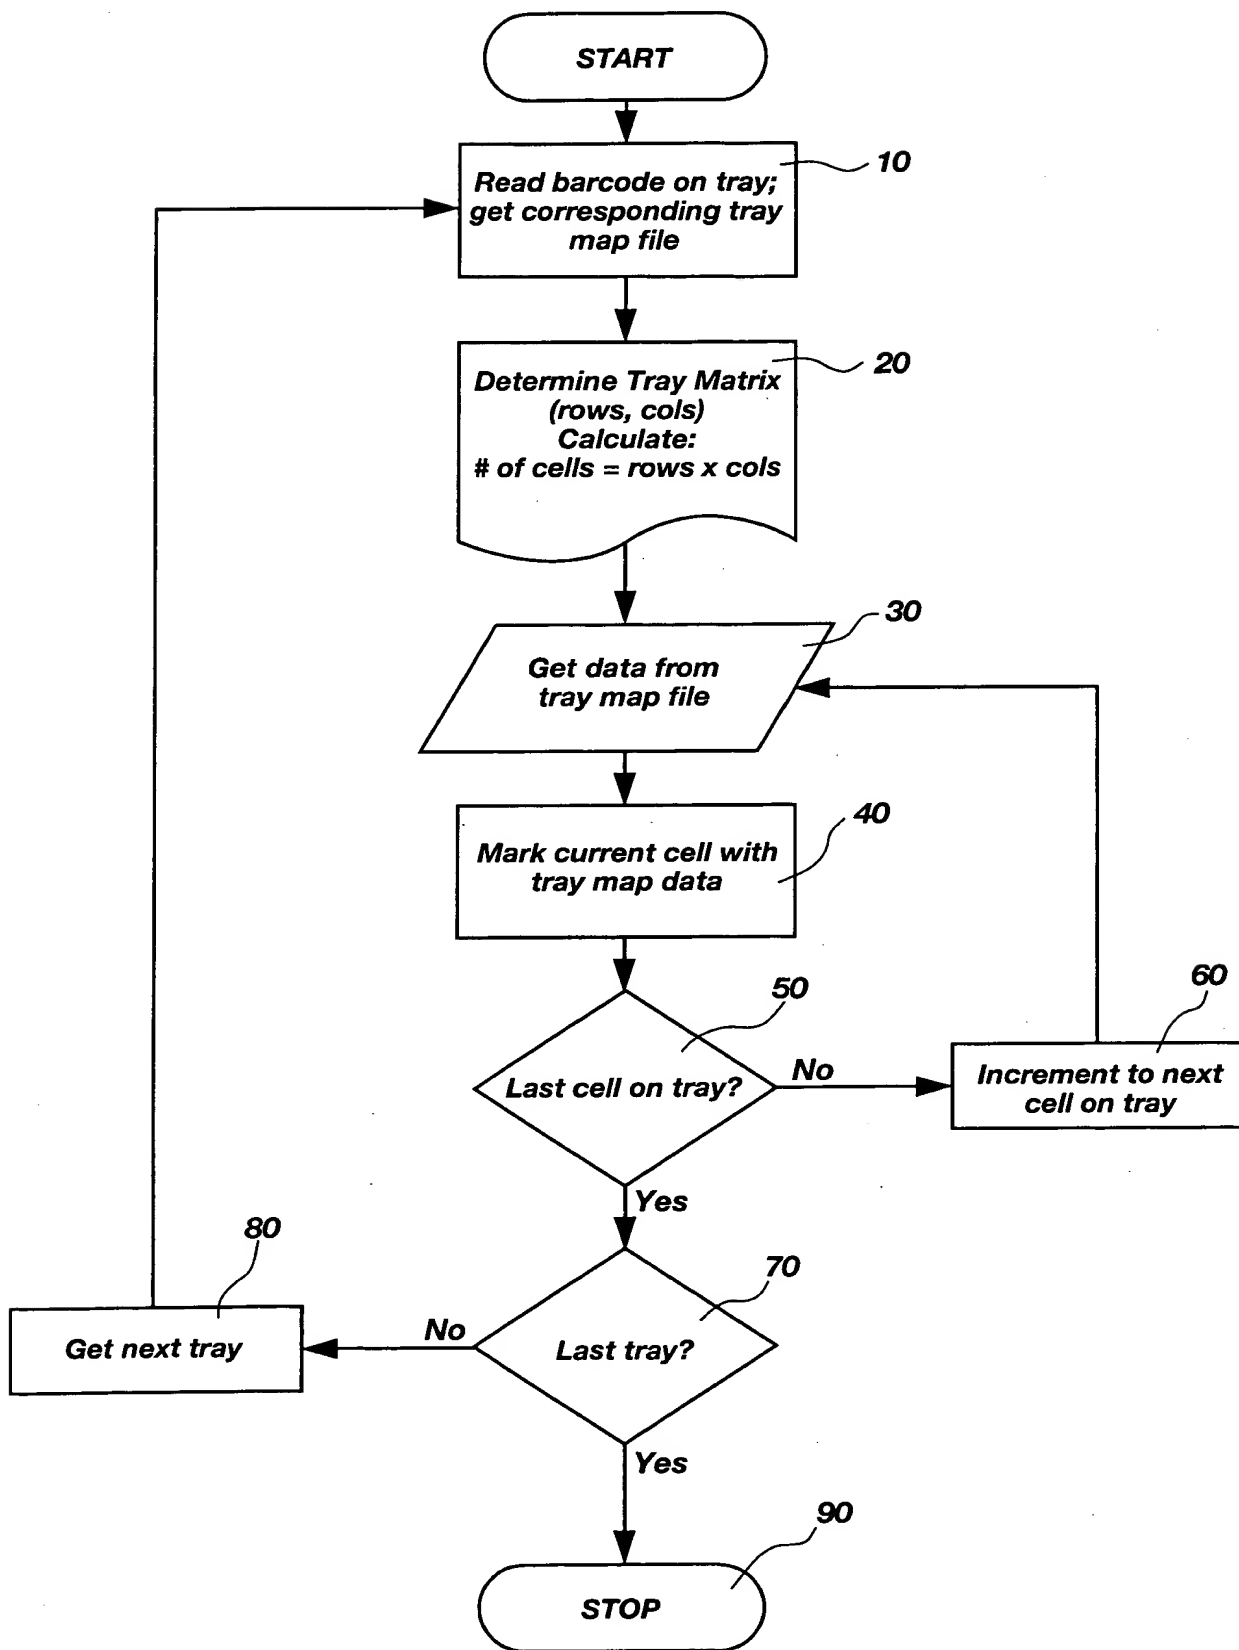 START
10
Read barcode on tray;
get corresponding tray
map file
20
Determine Tray Matrix
(rows, cols)
Calculate:
# of cells = rows x cols
30
Get data from
tray map file
40
Mark current cell with
tray map data
50
Last cell on tray?
No
60
Increment to next
cell on tray
Yes
80
Get next tray
No
70
Last tray?
Yes
90
STOP